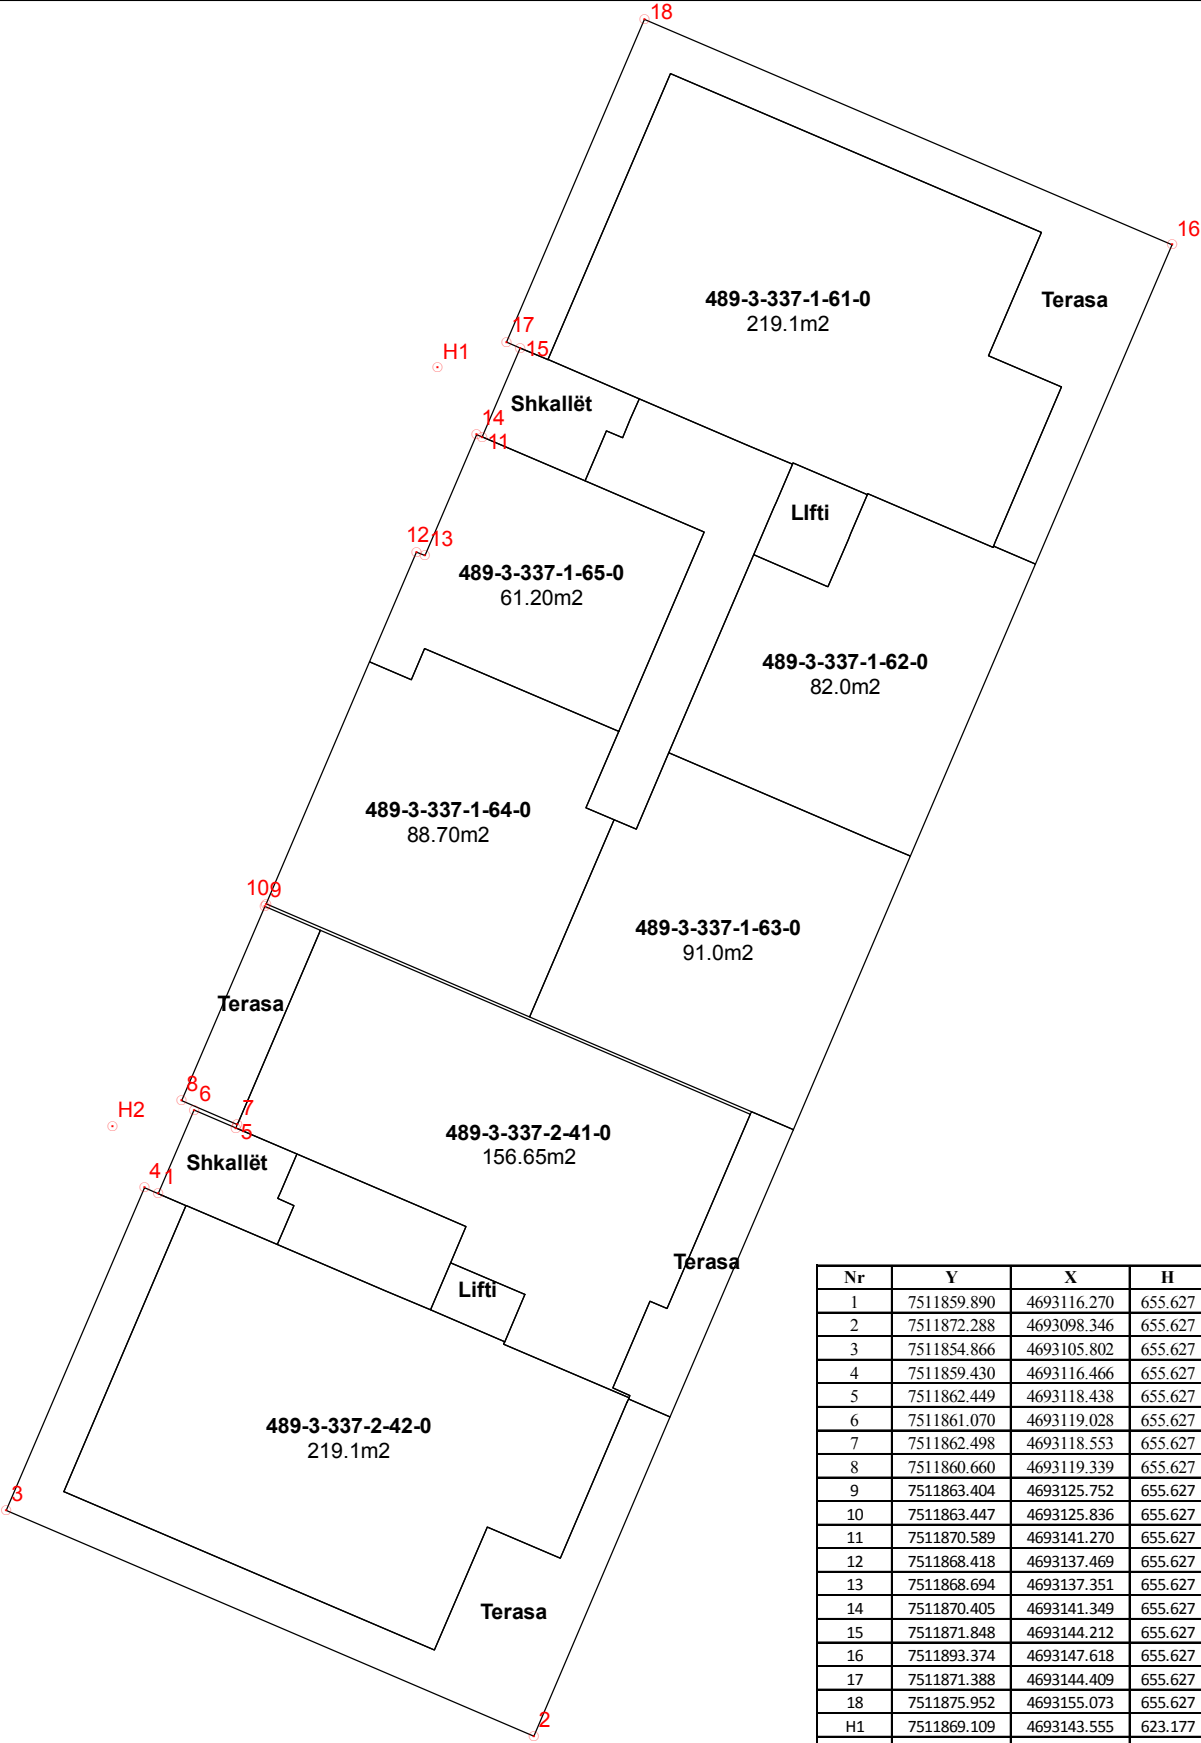 18
16
489-3-337-1-61-0
219.1m2
Terasa
17
15
H1
Shkallët
14
11
LIfti
12
13
489-3-337-1-65-0
61.20m2
489-3-337-1-62-0
82.0m2
489-3-337-1-64-0
88.70m2
10
9
489-3-337-1-63-0
91.0m2
Terasa
8
6
7
5
H2
489-3-337-2-41-0
156.65m2
Shkallët
4
1
Terasa
Lifti
489-3-337-2-42-0
219.1m2
3
Terasa
2
Nr Y X H
1 7511859.890 4693116.270 655.627
2 7511872.288 4693098.346 655.627
3 7511854.866 4693105.802 655.627
4 7511859.430 4693116.466 655.627
5 7511862.449 4693118.438 655.627
6 7511861.070 4693119.028 655.627
7 7511862.498 4693118.553 655.627
8 7511860.660 4693119.339 655.627
9 7511863.404 4693125.752 655.627
10 7511863.447 4693125.836 655.627
11 7511870.589 4693141.270 655.627
12 7511868.418 4693137.469 655.627
13 7511868.694 4693137.351 655.627
14 7511870.405 4693141.349 655.627
15 7511871.848 4693144.212 655.627
16 7511893.374 4693147.618 655.627
17 7511871.388 4693144.409 655.627
18 7511875.952 4693155.073 655.627
H1 7511869.109 4693143.555 623.177